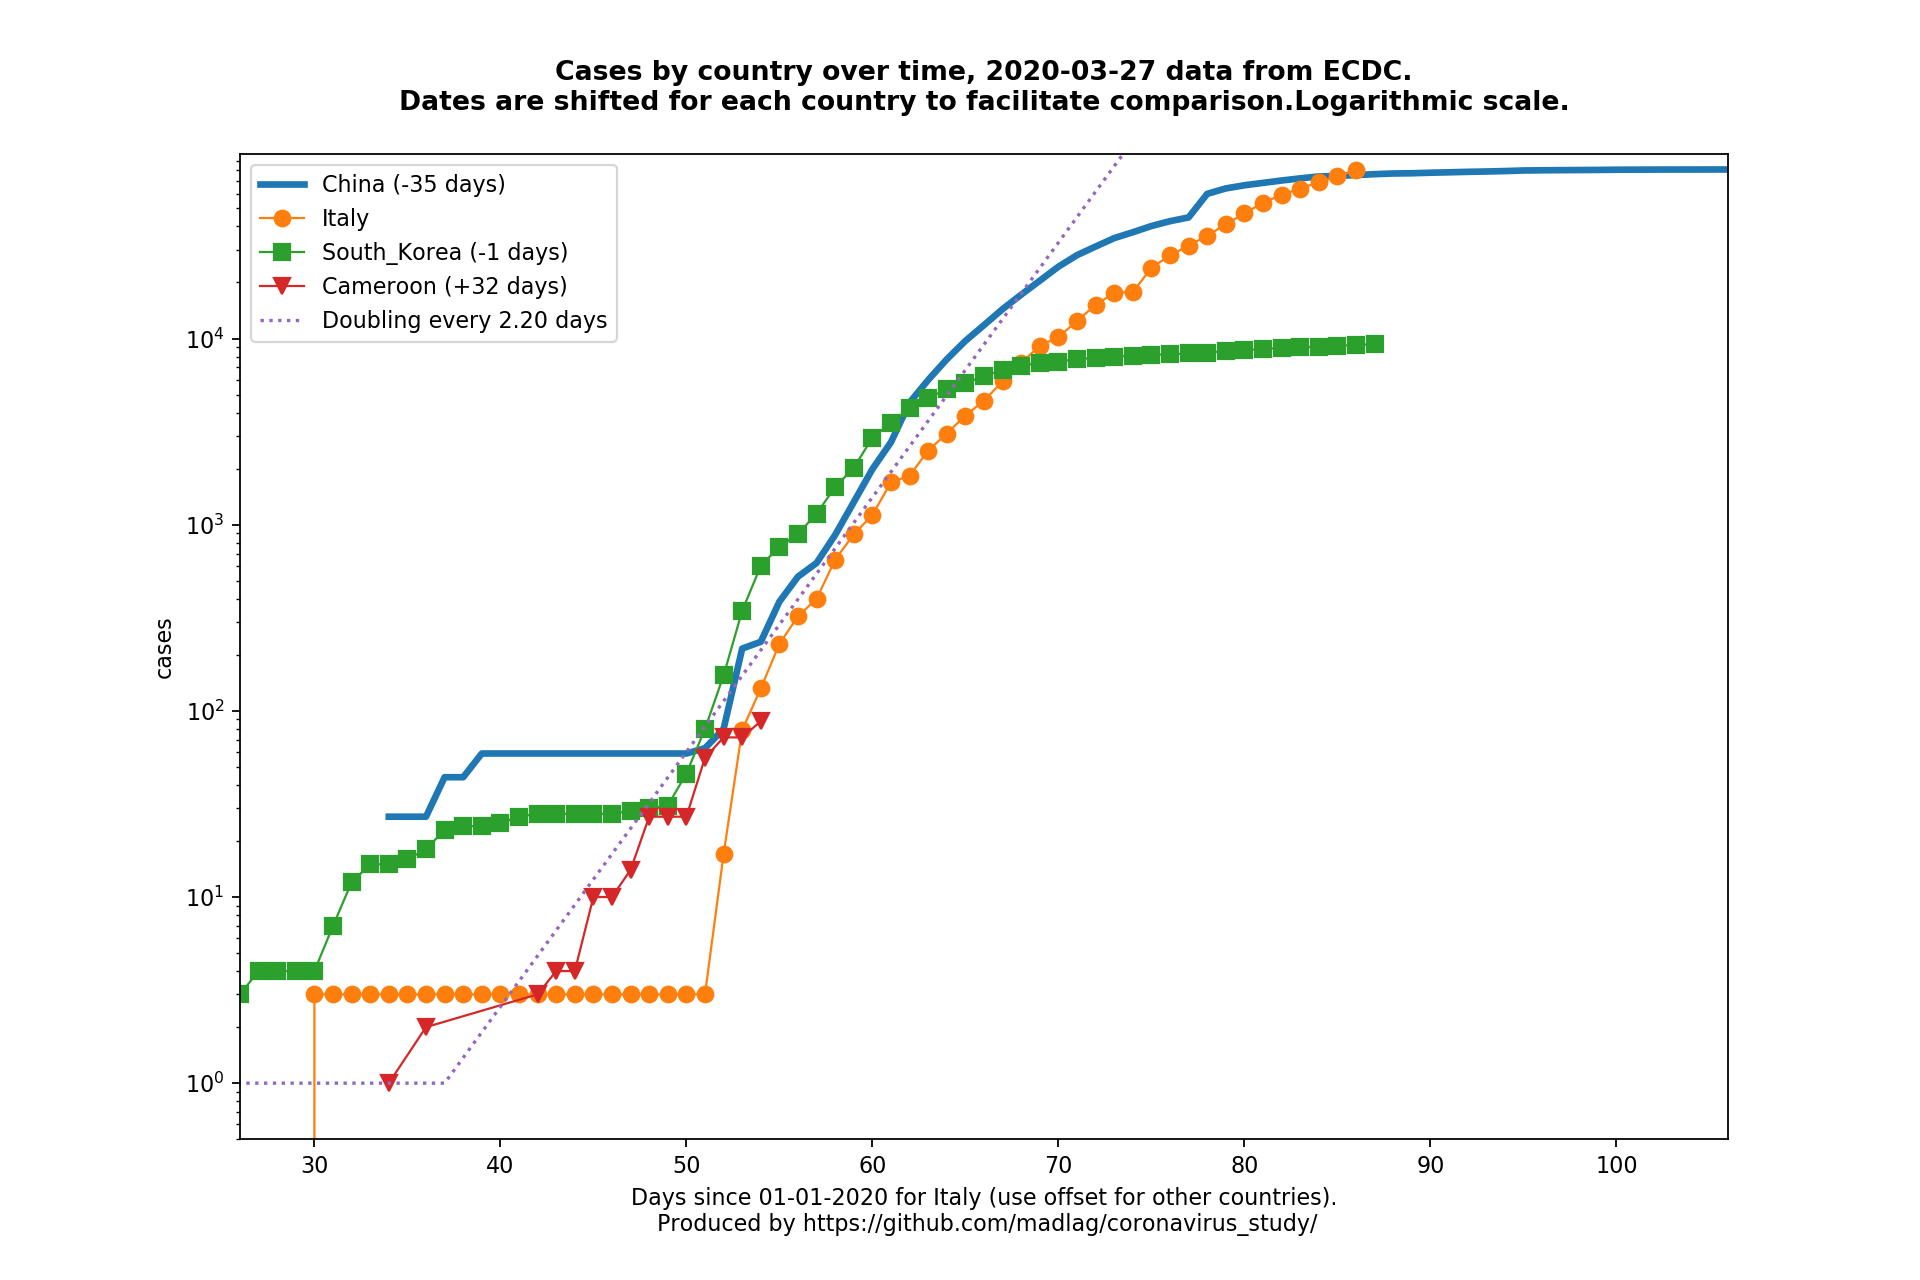 Cases by country over time, 2020-03-27 data from ECDC.
Dates are shifted for each country to facilitate comparison.Logarithmic scale.
China (-35 days)
Italy
South_Korea (-1 days)
Cameroon (+32 days)
Doubling every 2.20 days
cases
10⁴
10³
10²
10¹
10⁰
30 40 50 60 70 80 90 100
Days since 01-01-2020 for Italy (use offset for other countries).
Produced by https://github.com/madlag/coronavirus_study/